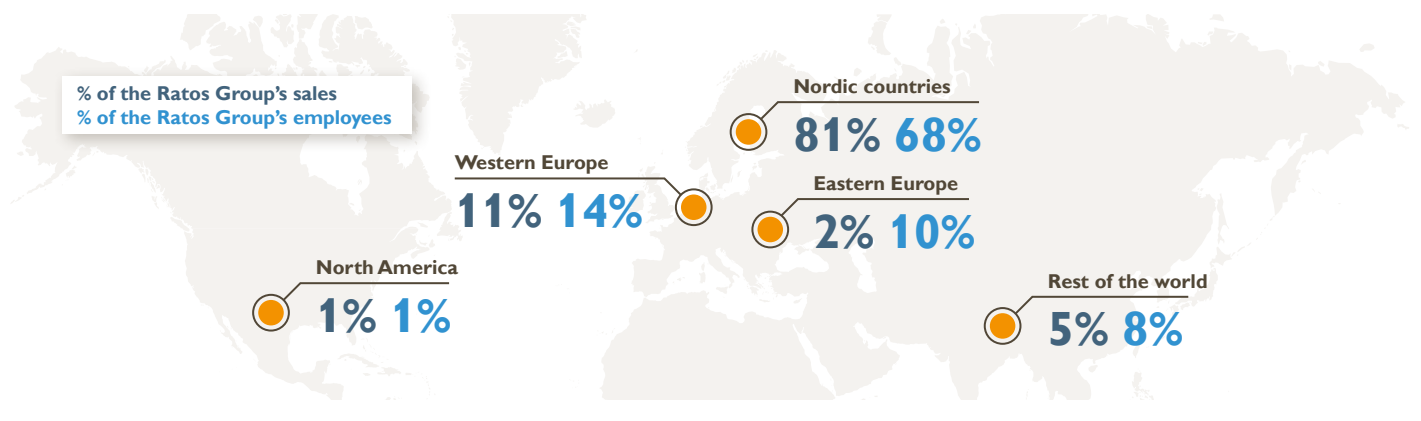 % of the Ratos Group’s sales
% of the Ratos Group’s employees
Nordic countries
81% 68%
Western Europe
11% 14%
Eastern Europe
2% 10%
North America
1% 1%
Rest of the world
5% 8%